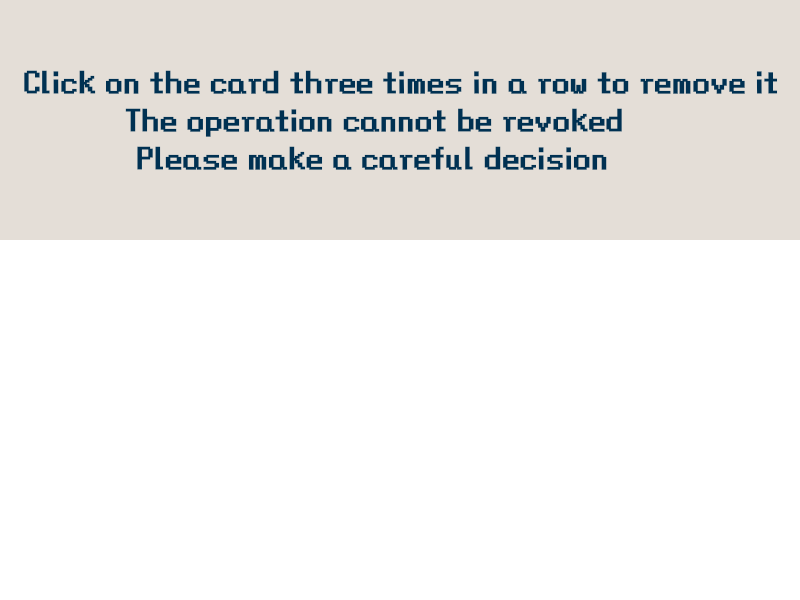 Click on the card three times in a row to remove it
The operation cannot be revoked
Please make a careful decision